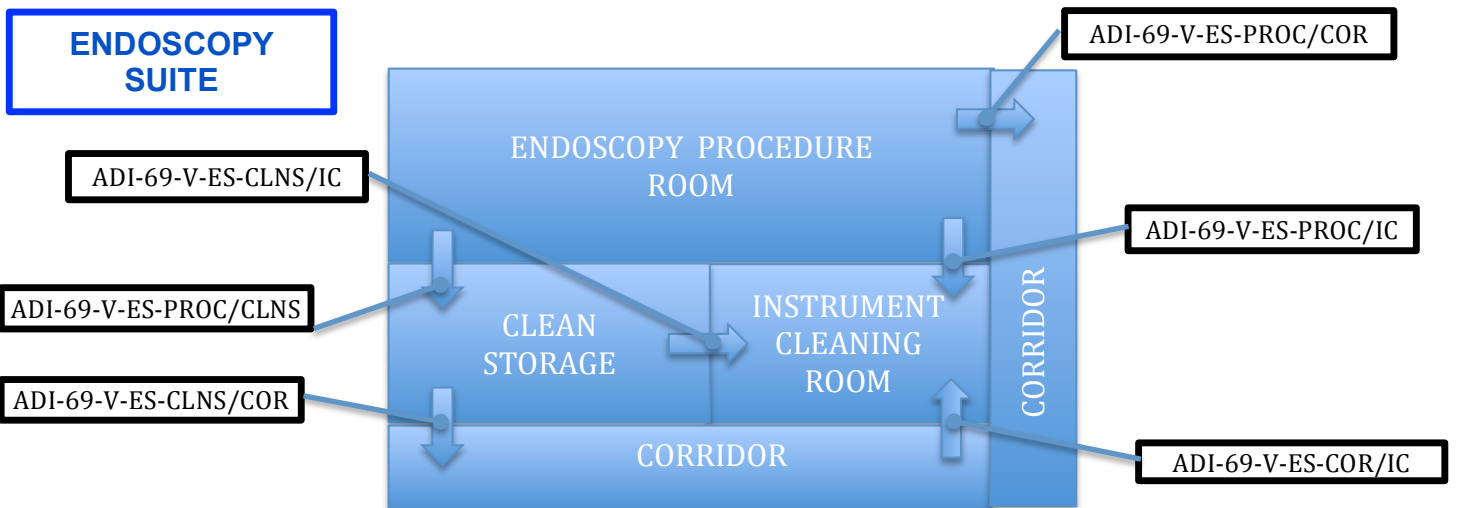 ENDOSCOPY
SUITE
ADI-69-V-ES-PROC/COR
ENDOSCOPY PROCEDURE
ROOM
ADI-69-V-ES-CLNS/IC
ADI-69-V-ES-PROC/IC
ADI-69-V-ES-PROC/CLNS
CLEAN
STORAGE
INSTRUMENT
CLEANING
ROOM
CORRIDOR
ADI-69-V-ES-CLNS/COR
CORRIDOR
ADI-69-V-ES-COR/IC